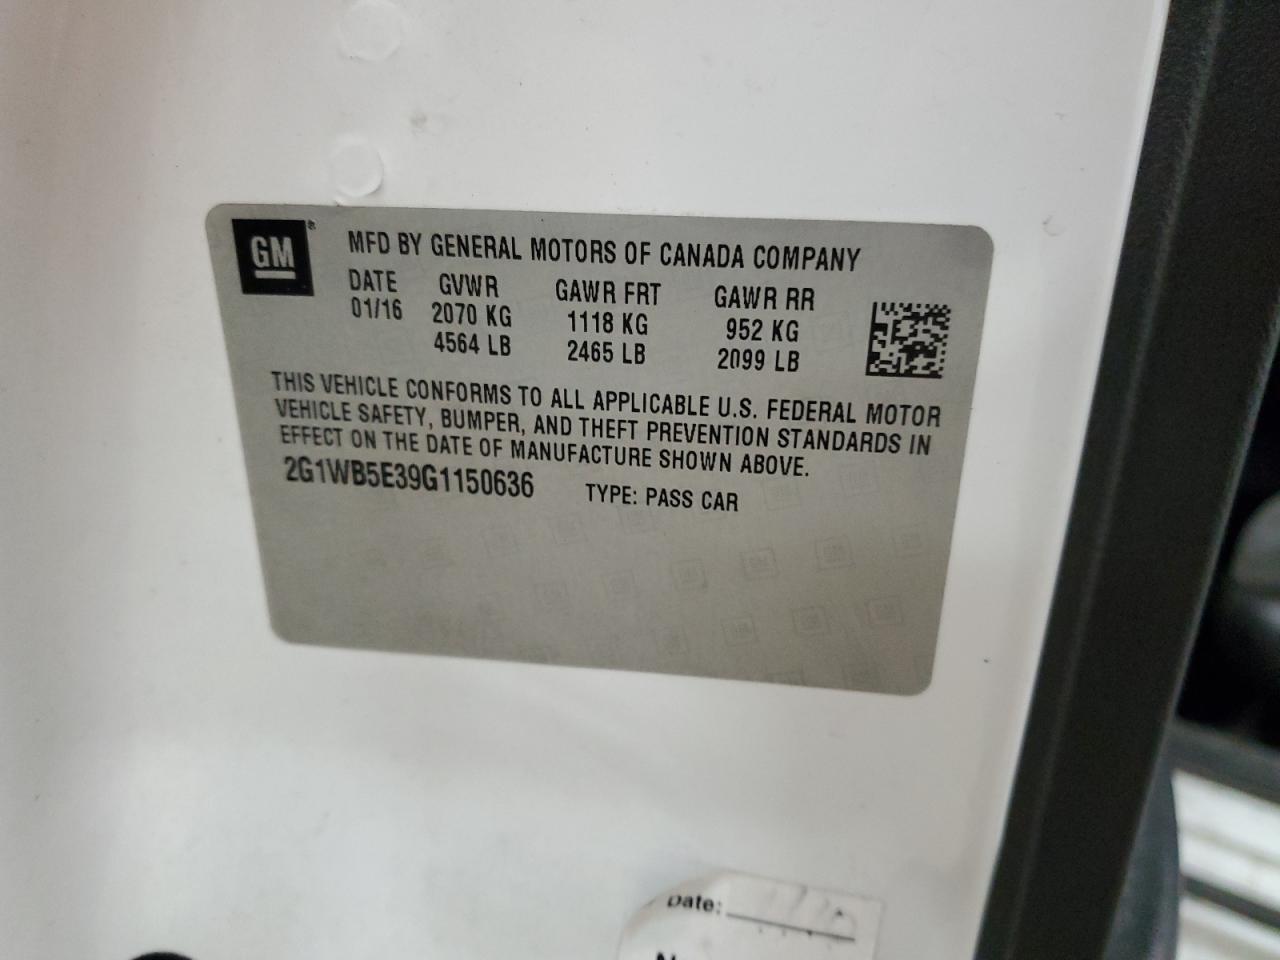 GM ®
MFD BY GENERAL MOTORS OF CANADA COMPANY
DATE GVWR GAWR FRT GAWR RR
01/16 2070 KG 1118 KG 952 KG
4564 LB 2465 LB 2099 LB
THIS VEHICLE CONFORMS TO ALL APPLICABLE U.S. FEDERAL MOTOR
VEHICLE SAFETY, BUMPER, AND THEFT PREVENTION STANDARDS IN
EFFECT ON THE DATE OF MANUFACTURE SHOWN ABOVE.
2G1WB5E39G1150636 TYPE: PASS CAR
Date: